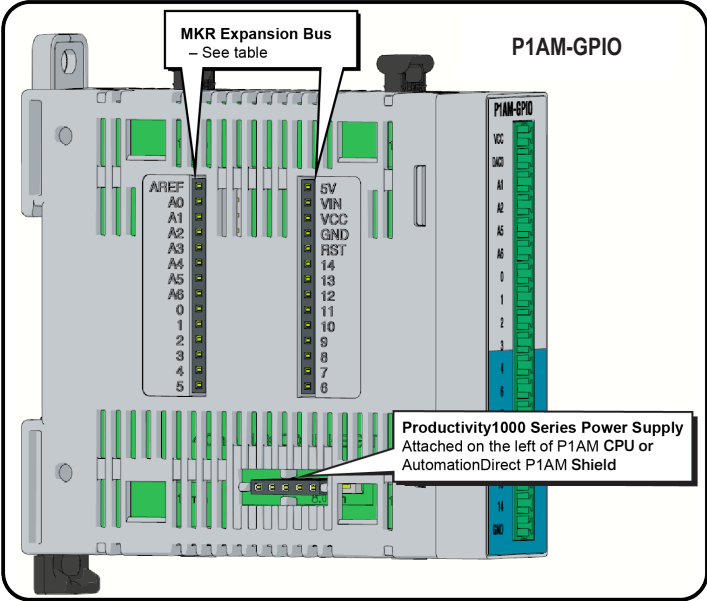 MKR Expansion Bus
– See table
P1AM-GPIO
AREF
A0
A1
A2
A3
A4
A5
A6
0
1
2
3
4
5
5V
VIN
VCC
GND
RST
14
13
12
11
10
9
8
7
6
P1AM-GPIO
VCC
DAC0
A1
A2
A5
A6
0
1
2
3
4
6
Productivity1000 Series Power Supply
Attached on the left of P1AM CPU or
AutomationDirect P1AM Shield
14
GND